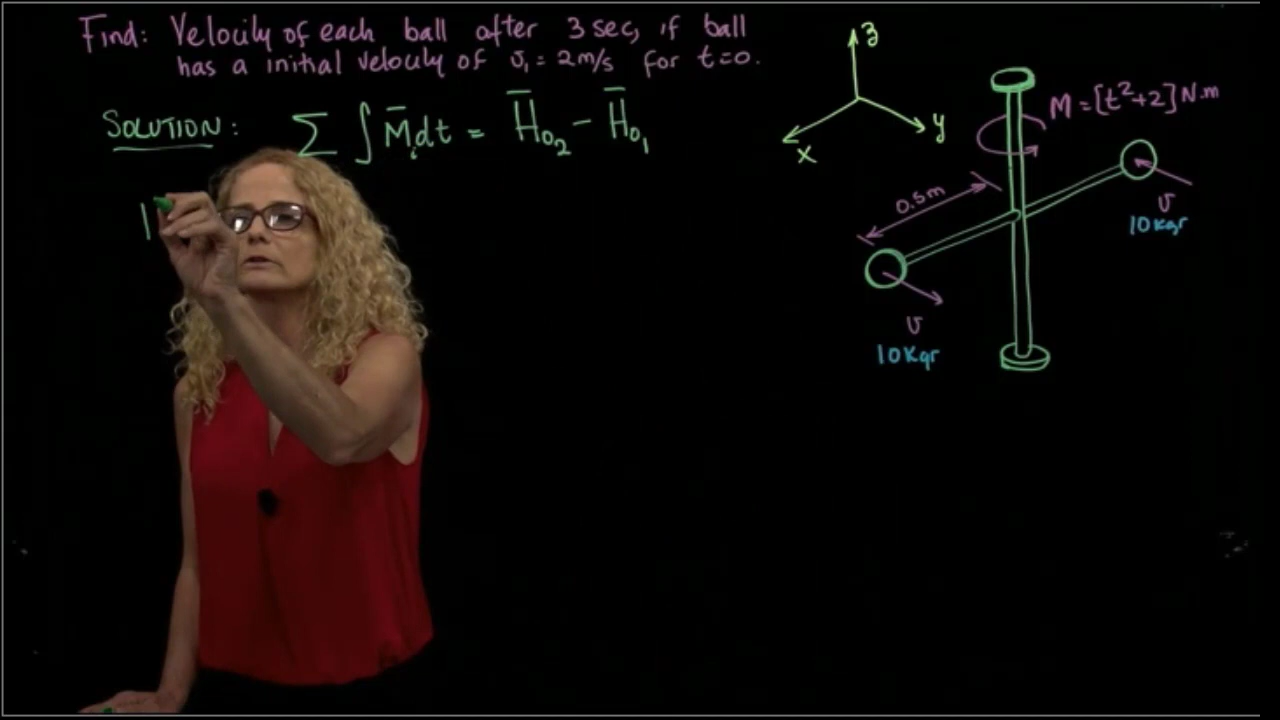 Find: Velocity of each ball after 3 sec, if ball
has a initial velocity of v₁ = 2m/s for t=0.
SOLUTION: Σ ∫ M̄dt = H̄o₂ − H̄o₁
z
y
x
M = [t²+2] N.m
0.5m
v
10Kgr
v
10Kgr